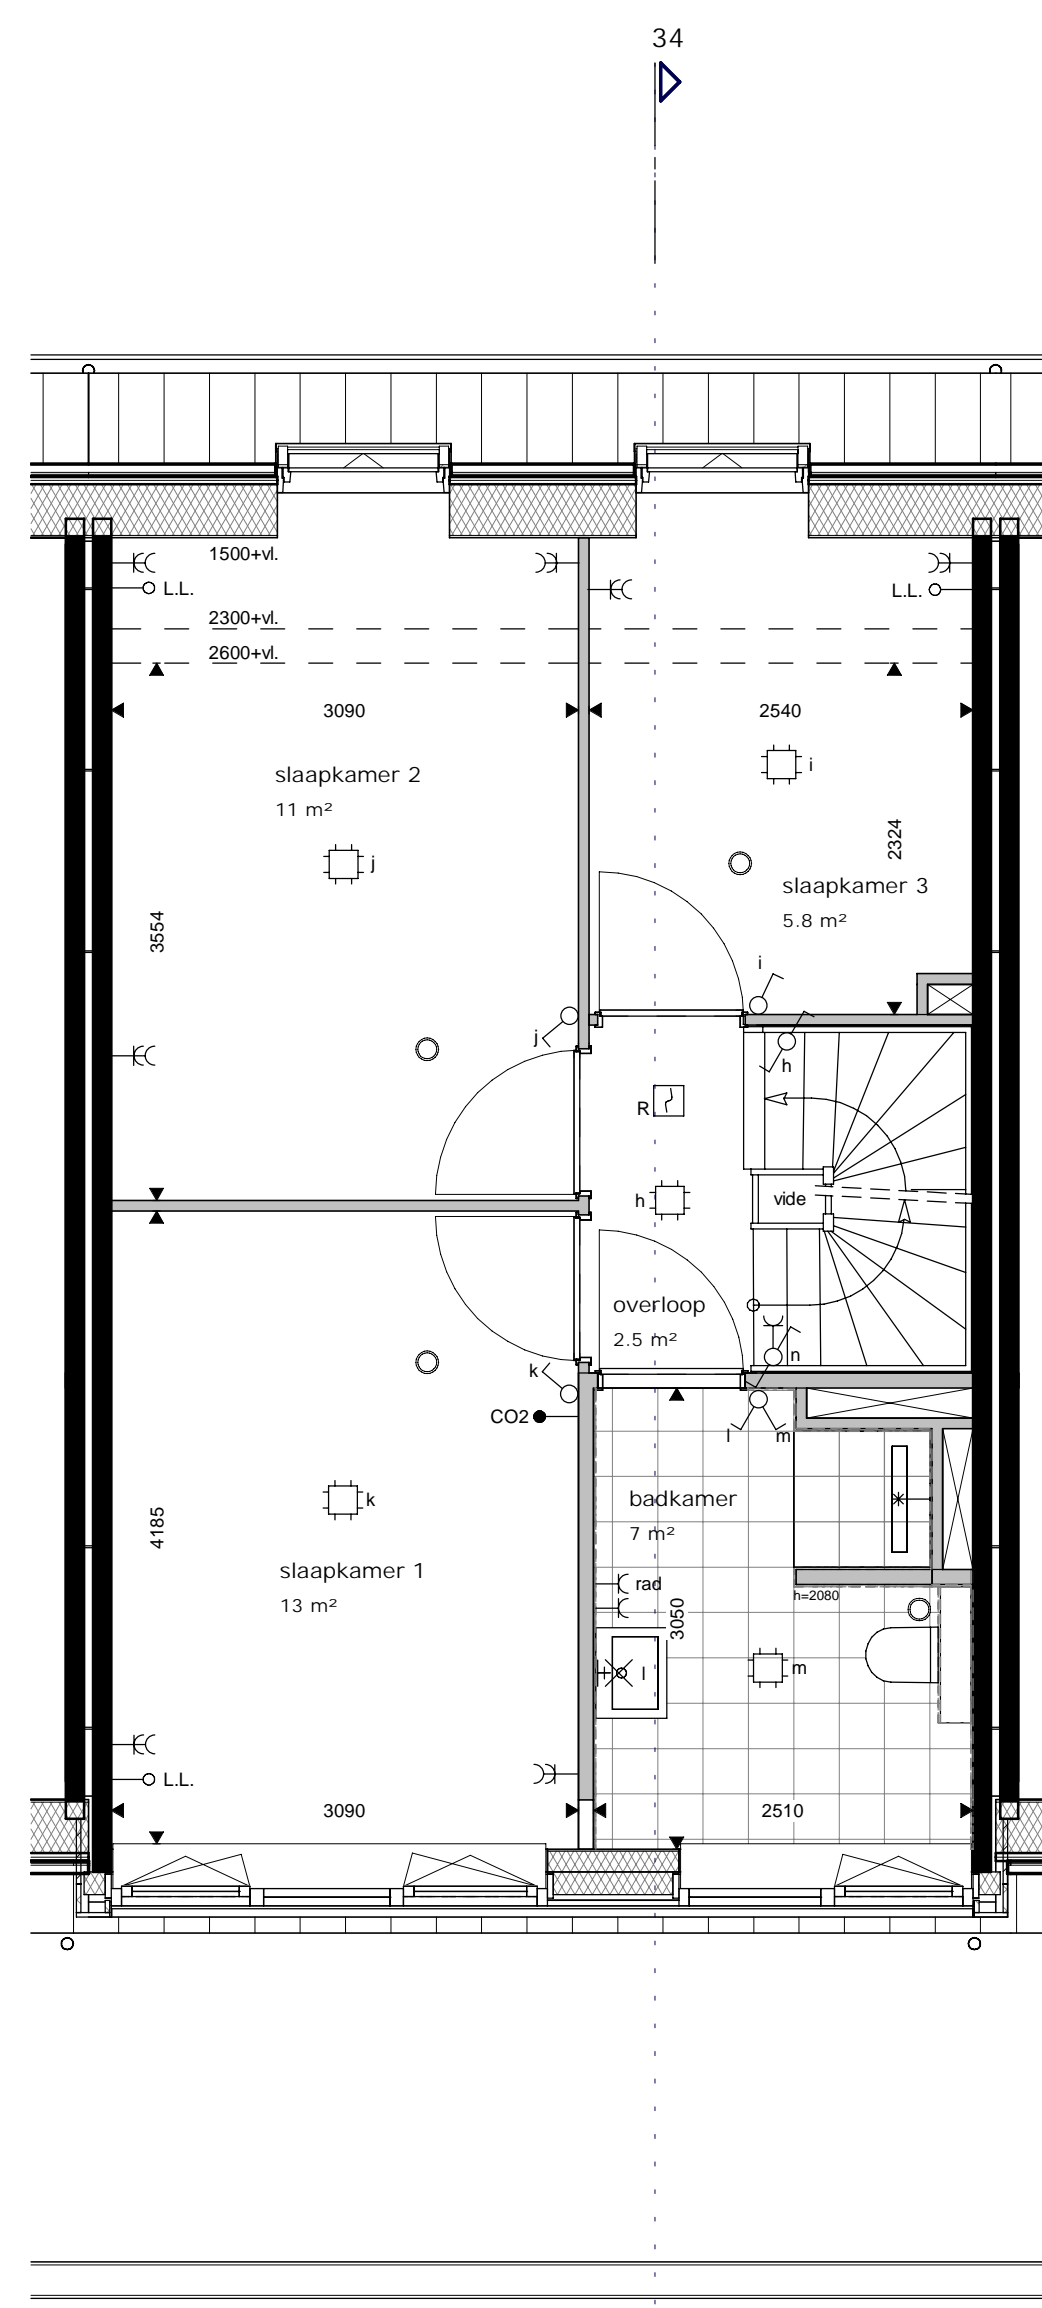 34
1500+vl.
L.L.
L.L.
2300+vl.
2600+vl.
3090
2540
slaapkamer 2
11 m²
i
j
2324
slaapkamer 3
5.8 m²
3554
i
j
h
R
h
vide
overloop
2.5 m²
n
k
CO2
l
m
k
badkamer
7 m²
4185
slaapkamer 1
13 m²
rad
h=2080
3050
l
m
L.L.
3090
2510